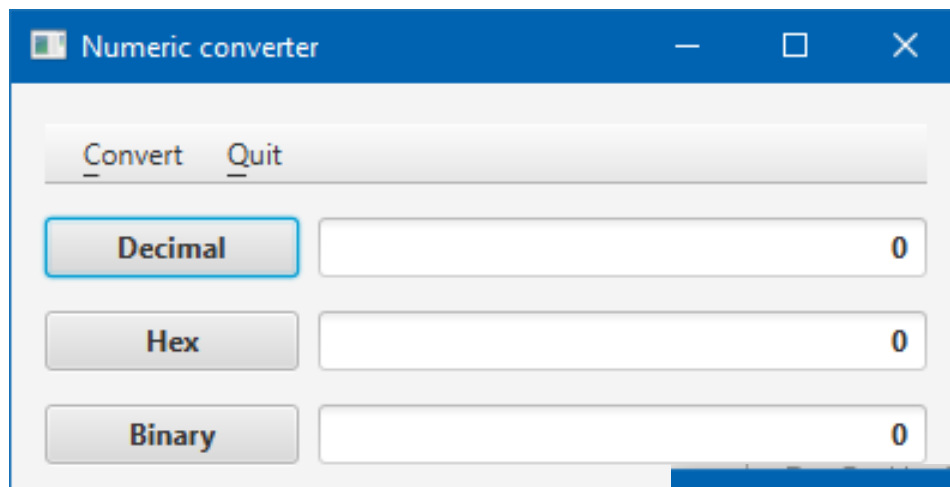 Numeric converter
Convert Quit
Decimal 0
Hex 0
Binary 0